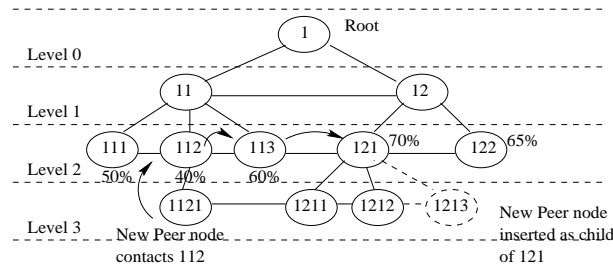 1
Root
Level 0
11
12
Level 1
111
112
113
121
70%
122
65%
Level 2
50%
40%
60%
1121
1211
1212
1213
Level 3
New Peer node
contacts 112
New Peer node
inserted as child
of 121